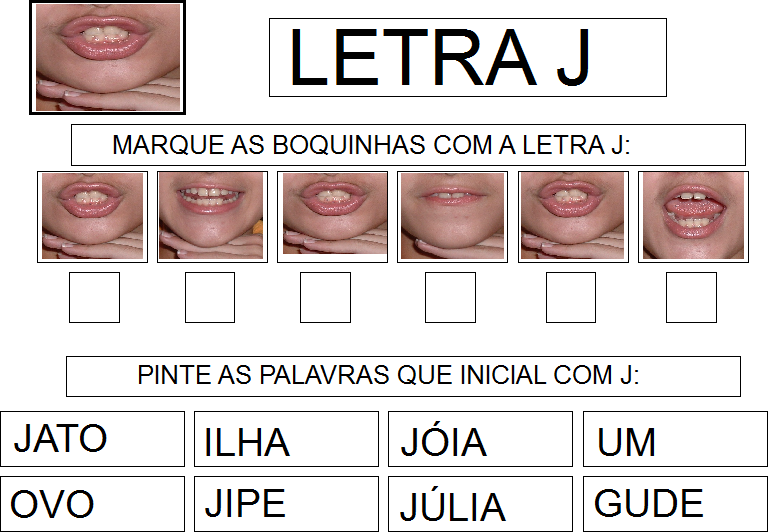 LETRA J
MARQUE AS BOQUINHAS COM A LETRA J:
PINTE AS PALAVRAS QUE INICIAL COM J:
JATO ILHA JÓIA UM
OVO JIPE JÚLIA GUDE